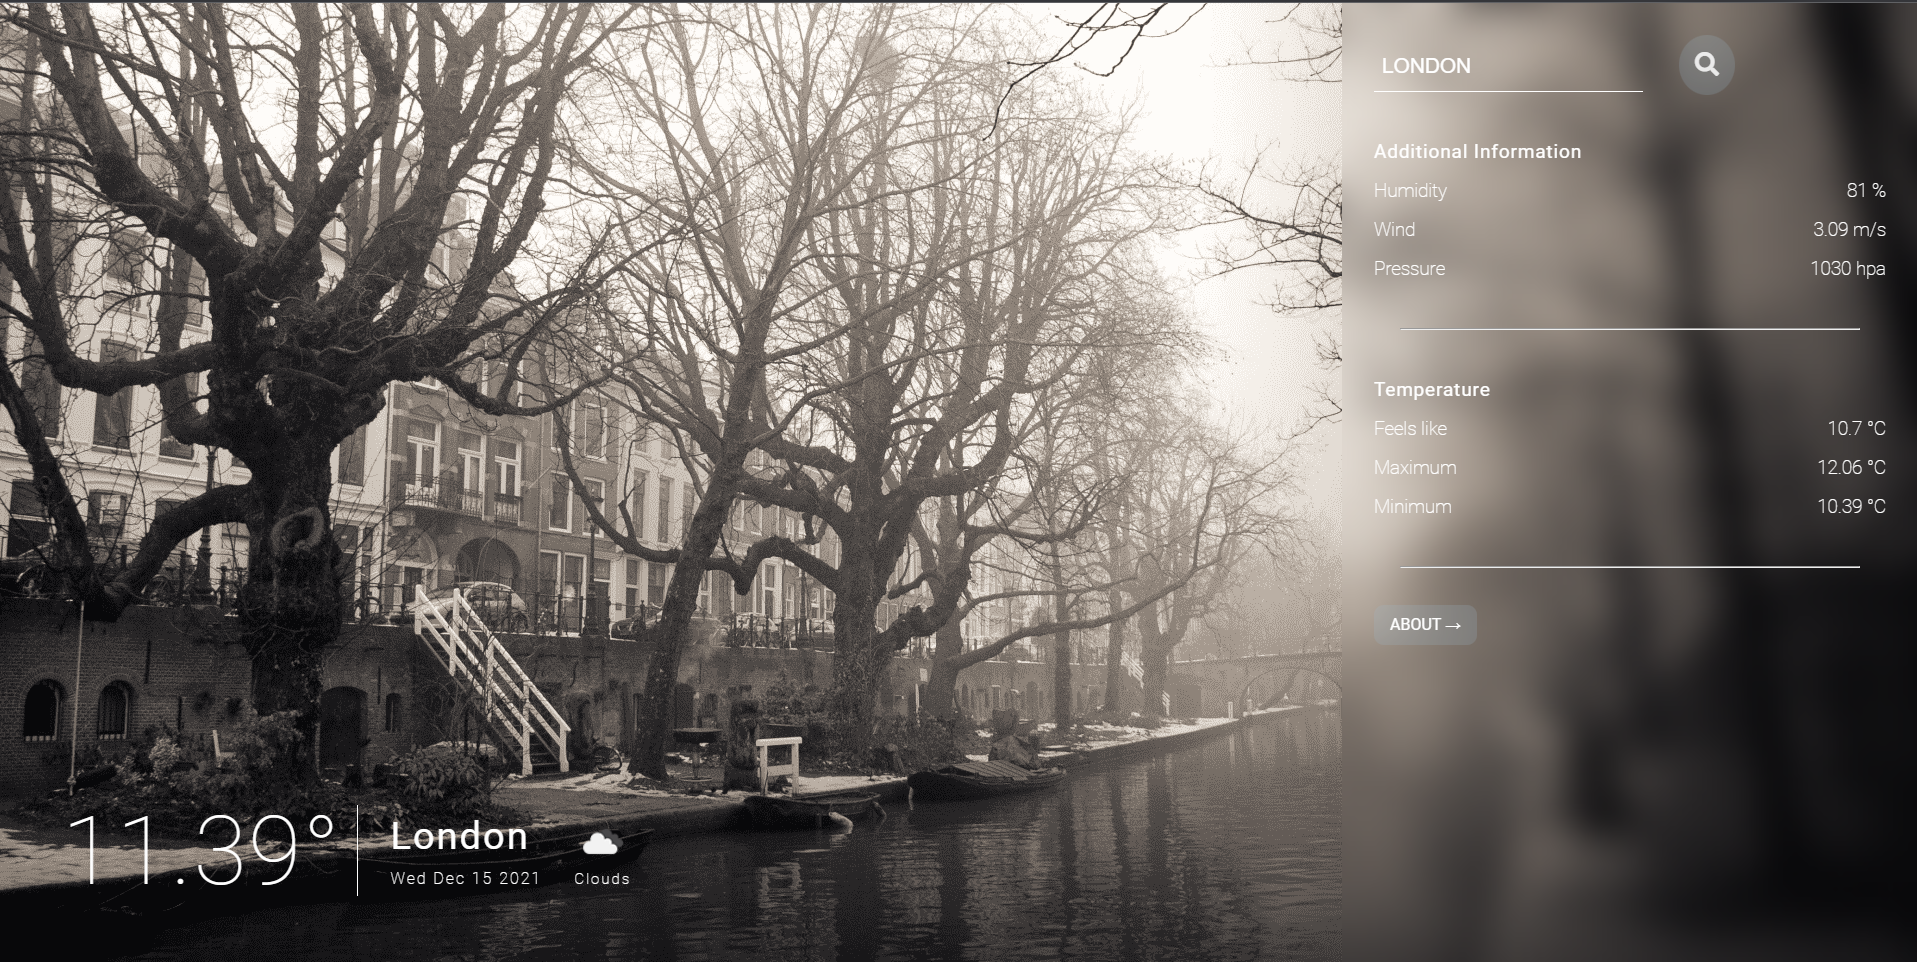 LONDON
Additional Information
Humidity 81 %
Wind 3.09 m/s
Pressure 1030 hpa
Temperature
Feels like 10.7 °C
Maximum 12.06 °C
Minimum 10.39 °C
ABOUT →
11.39°
London
Wed Dec 15 2021
Clouds